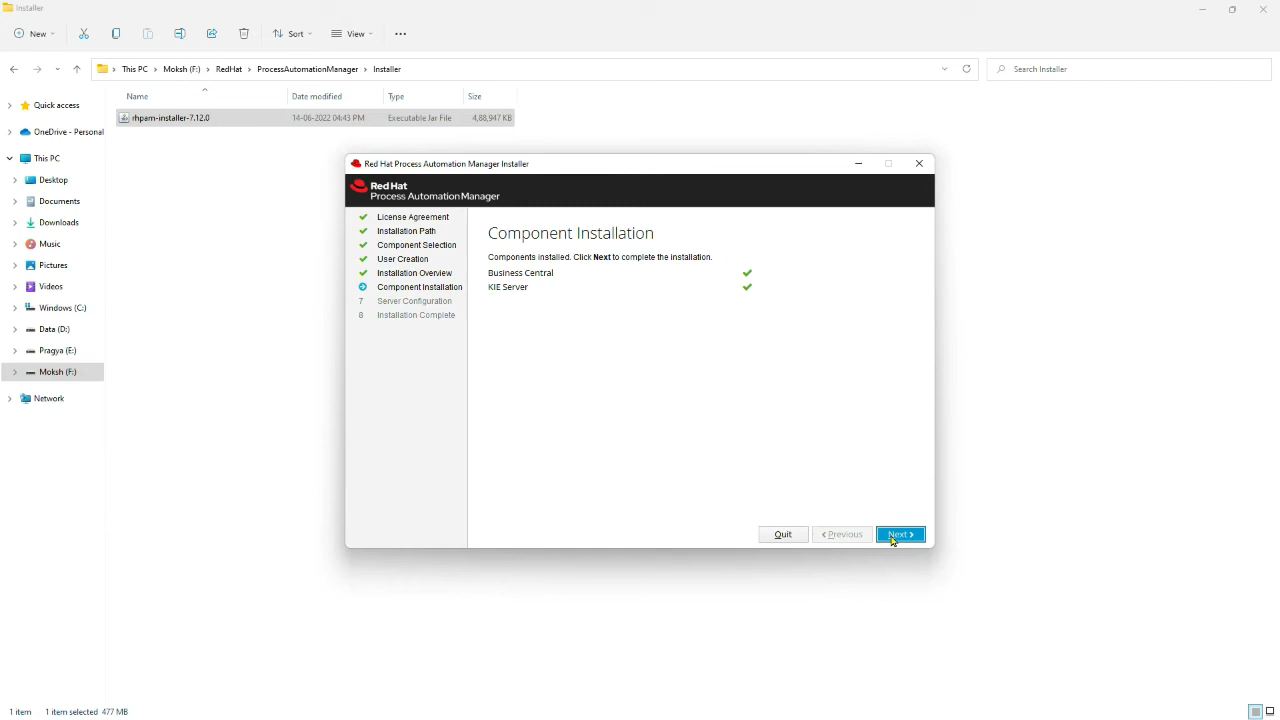 Installer
New
Sort
View
This PC > Moksh (F:) > RedHat > ProcessAutomationManager > Installer
Search Installer
Name Date modified Type Size
rhpam-installer-7.12.0 14-06-2022 04:43 PM Executable Jar File 4,88,947 KB
Quick access
OneDrive - Personal
This PC
Desktop
Documents
Downloads
Music
Pictures
Videos
Windows (C:)
Data (D:)
Pragya (E:)
Moksh (F:)
Network
Red Hat Process Automation Manager Installer
Red Hat
Process Automation Manager
License Agreement
Installation Path
Component Selection
User Creation
Installation Overview
Component Installation
7 Server Configuration
8 Installation Complete
Component Installation
Components installed. Click Next to complete the installation.
Business Central
KIE Server
Quit
< Previous
Next >
1 item 1 item selected 477 MB